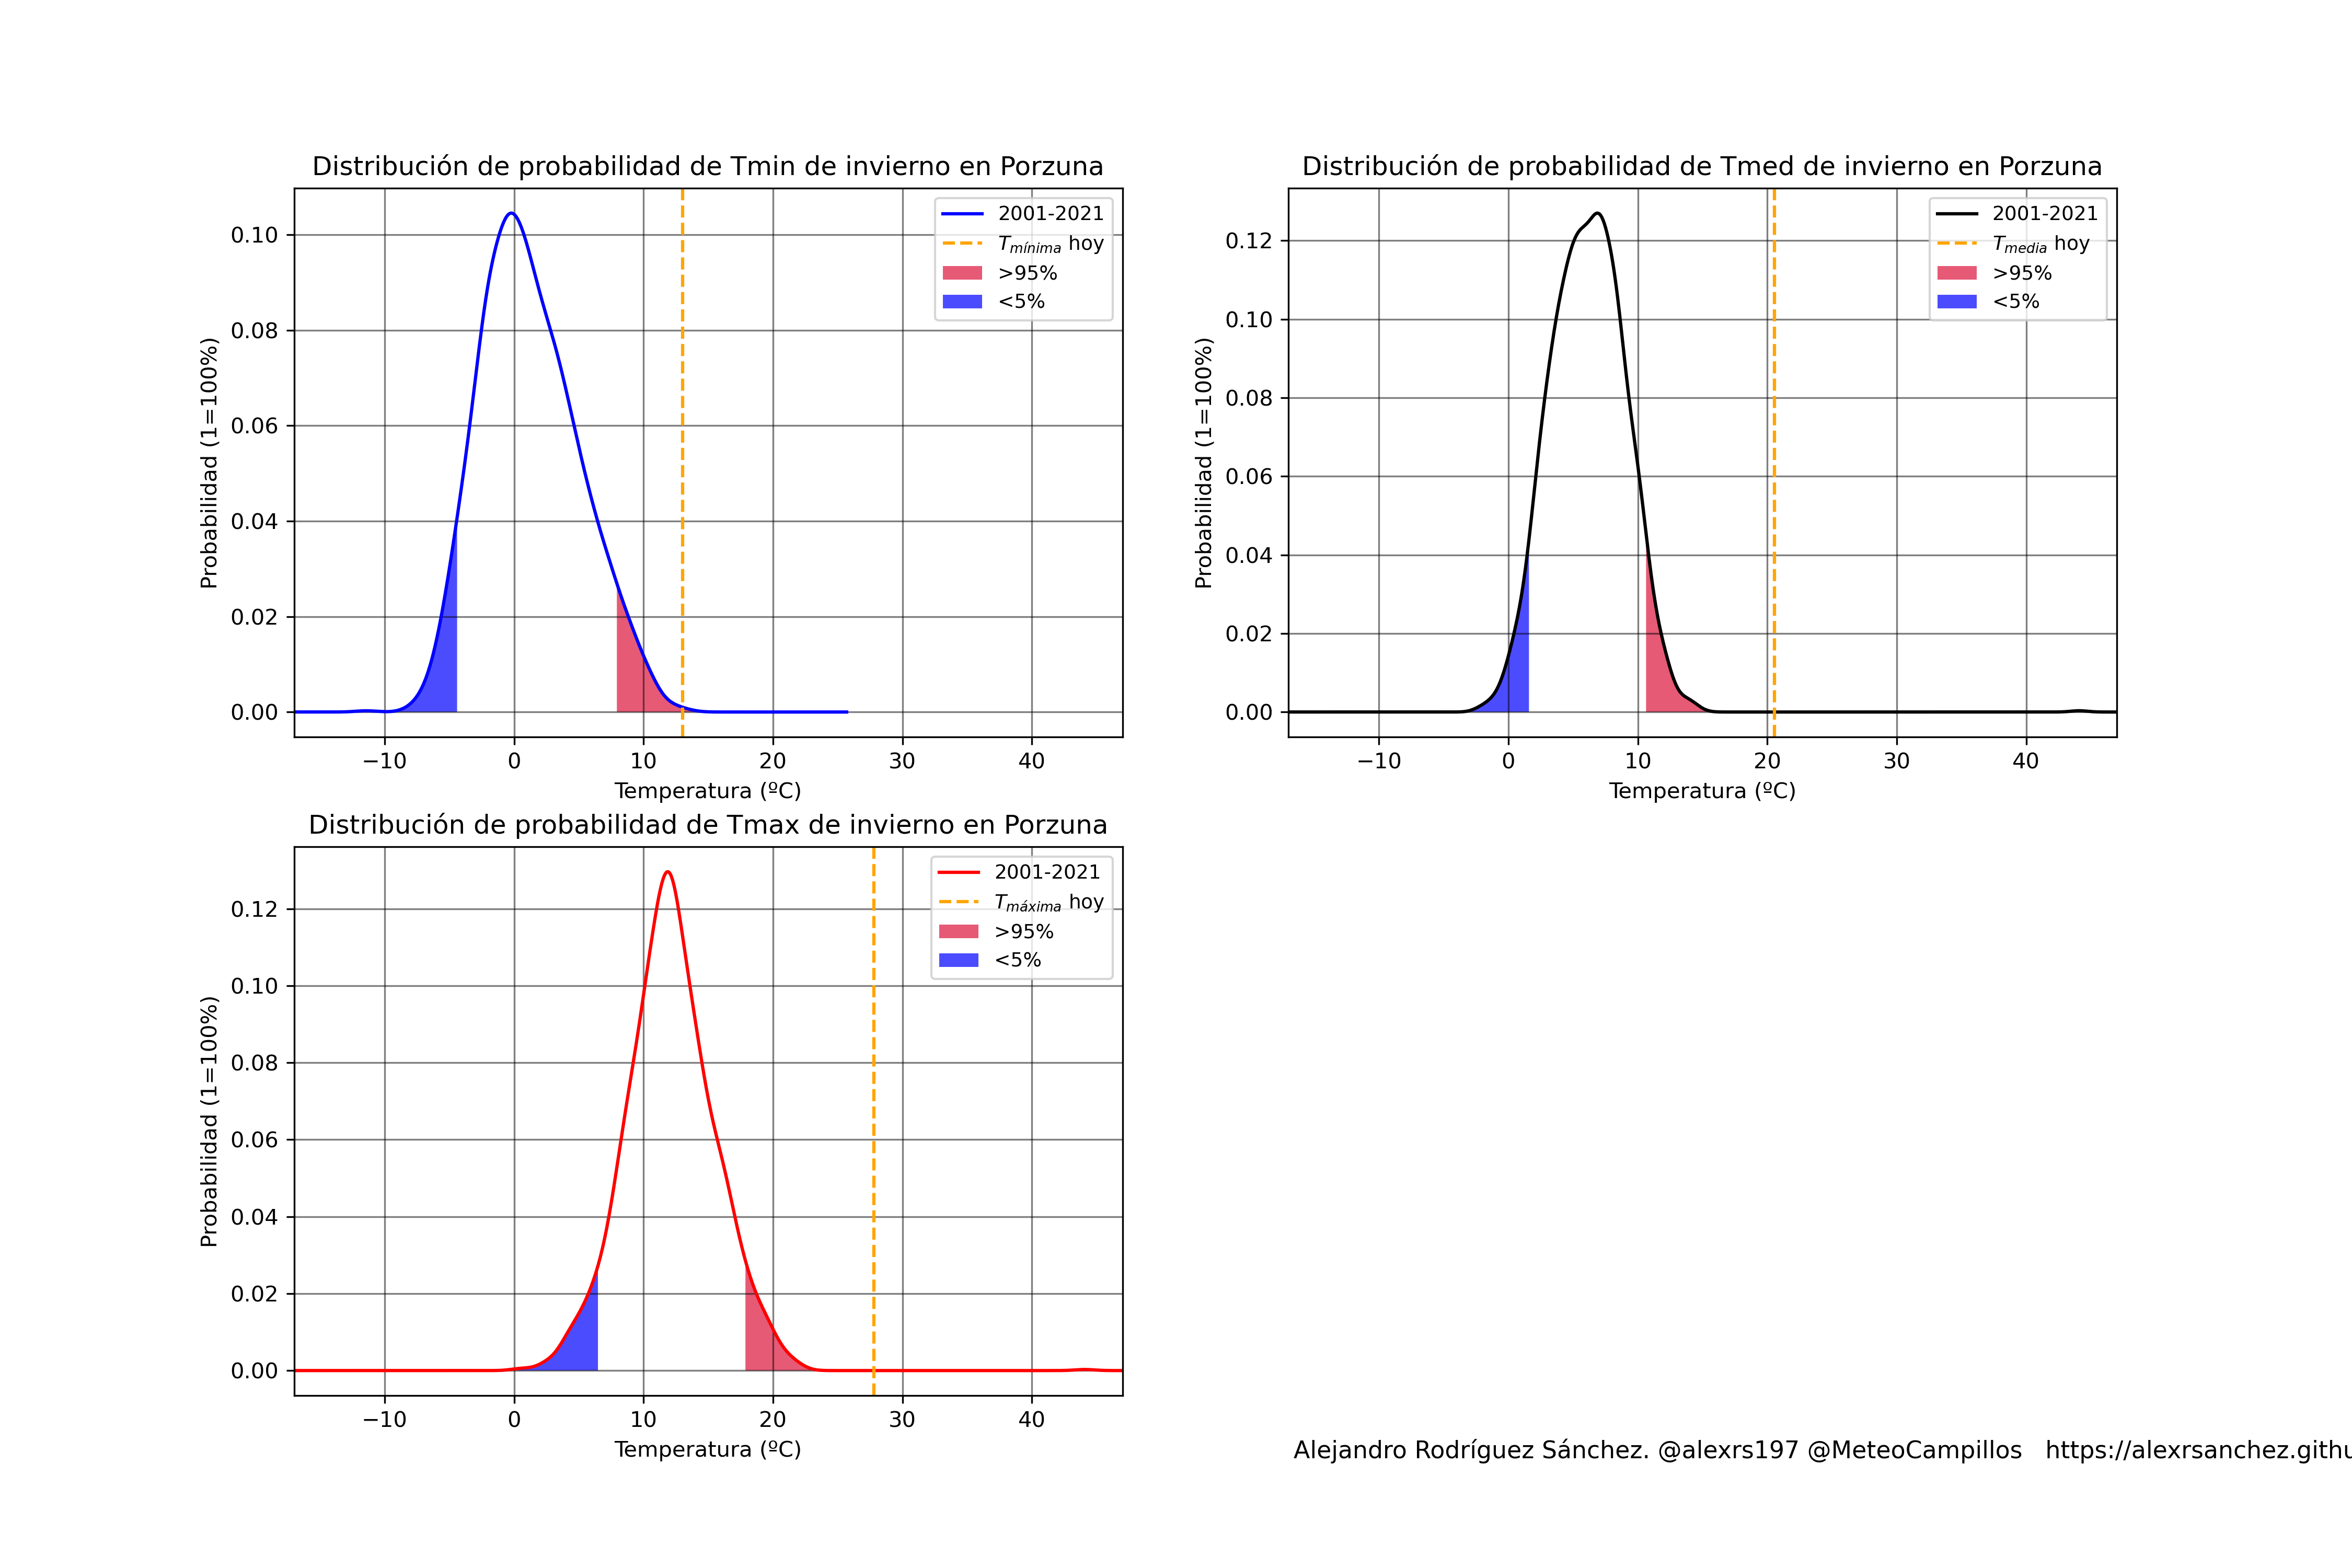 Distribución de probabilidad de Tmin de invierno en Porzuna
Probabilidad (1=100%)
0.10
0.08
0.06
0.04
0.02
0.00
−10 0 10 20 30 40
Temperatura (ºC)
2001-2021
Tmínima hoy
>95%
<5%
Distribución de probabilidad de Tmed de invierno en Porzuna
Probabilidad (1=100%)
0.12
0.10
0.08
0.06
0.04
0.02
0.00
−10 0 10 20 30 40
Temperatura (ºC)
2001-2021
Tmedia hoy
>95%
<5%
Distribución de probabilidad de Tmax de invierno en Porzuna
Probabilidad (1=100%)
0.12
0.10
0.08
0.06
0.04
0.02
0.00
−10 0 10 20 30 40
Temperatura (ºC)
2001-2021
Tmáxima hoy
>95%
<5%
Alejandro Rodríguez Sánchez. @alexrs197 @MeteoCampillos https://alexrsanchez.githu